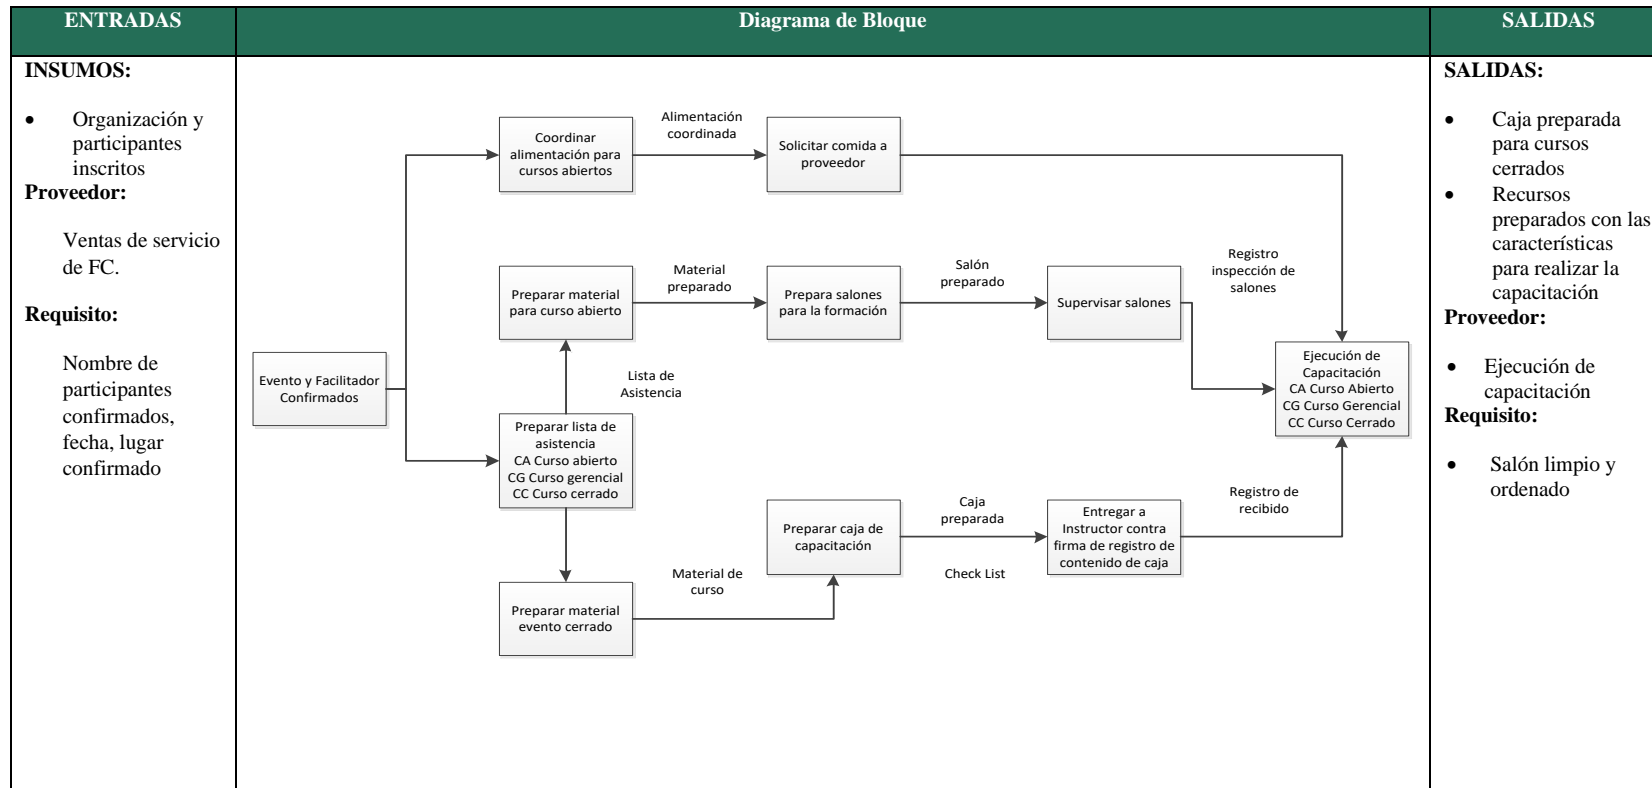 ENTRADAS
Diagrama de Bloque
SALIDAS
INSUMOS:
• Organización y
participantes
inscritos
Proveedor:
Ventas de servicio
de FC.
Requisito:
Nombre de
participantes
confirmados,
fecha, lugar
confirmado
Evento y Facilitador
Confirmados
Coordinar
alimentación para
cursos abiertos
Alimentación
coordinada
Solicitar comida a
proveedor
Preparar material
para curso abierto
Material
preparado
Prepara salones
para la formación
Salón
preparado
Supervisar salones
Registro
inspección de
salones
Lista de
Asistencia
Preparar lista de
asistencia
CA Curso abierto
CG Curso gerencial
CC Curso cerrado
Ejecución de
Capacitación
CA Curso Abierto
CG Curso Gerencial
CC Curso Cerrado
Preparar material
evento cerrado
Material de
curso
Preparar caja de
capacitación
Caja
preparada
Check List
Entregar a
Instructor contra
firma de registro de
contenido de caja
Registro de
recibido
SALIDAS:
• Caja preparada
para cursos
cerrados
• Recursos
preparados con las
características
para realizar la
capacitación
Proveedor:
• Ejecución de
capacitación
Requisito:
• Salón limpio y
ordenado